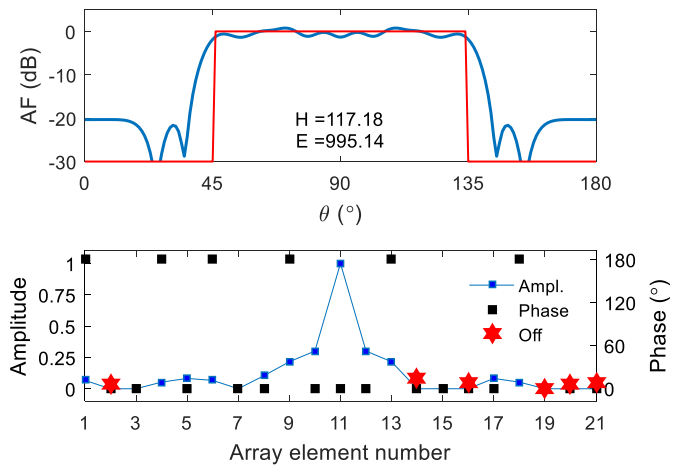 AF (dB)
0
-10
-20
-30
H =117.18
E =995.14
0 45 90 135 180
θ (°)
Amplitude
1
0.75
0.5
0.25
0
Ampl.
Phase
Off
180
120
60
0
Phase (°)
1 3 5 7 9 11 13 15 17 19 21
Array element number